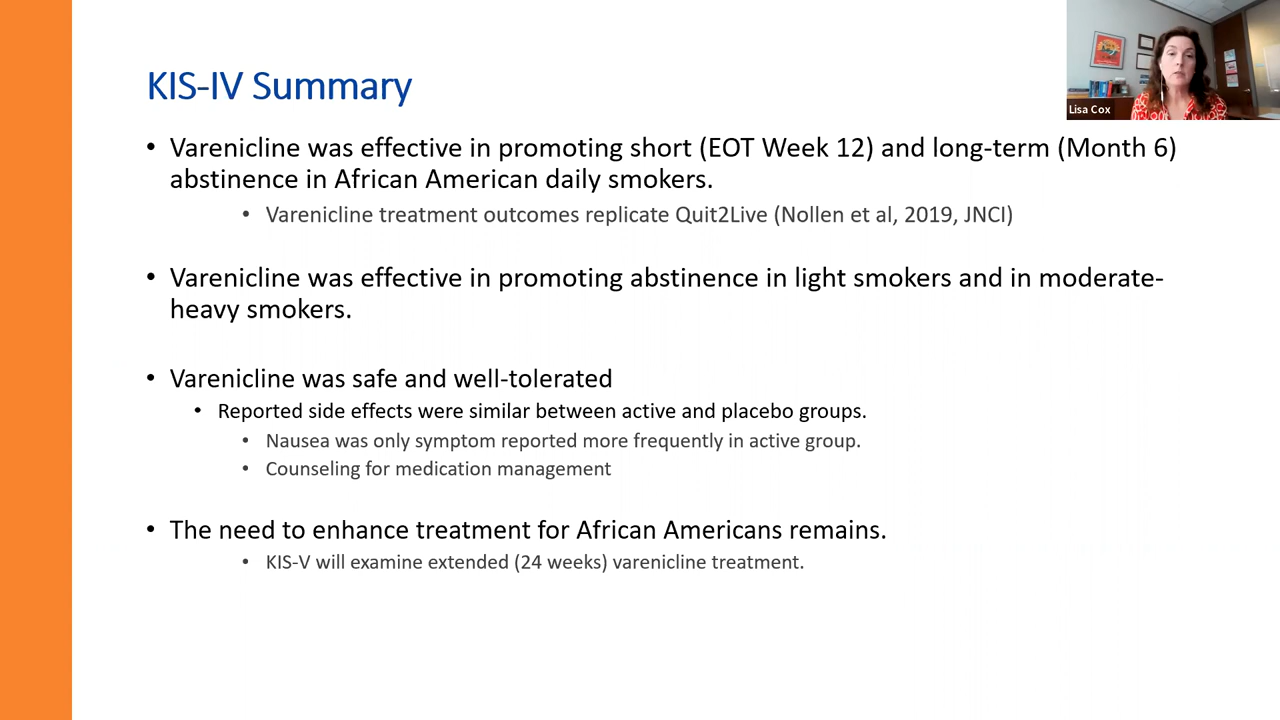 KIS-IV Summary
Lisa Cox
• Varenicline was effective in promoting short (EOT Week 12) and long-term (Month 6)
abstinence in African American daily smokers.
• Varenicline treatment outcomes replicate Quit2Live (Nollen et al, 2019, JNCI)
• Varenicline was effective in promoting abstinence in light smokers and in moderate-
heavy smokers.
• Varenicline was safe and well-tolerated
• Reported side effects were similar between active and placebo groups.
• Nausea was only symptom reported more frequently in active group.
• Counseling for medication management
• The need to enhance treatment for African Americans remains.
• KIS-V will examine extended (24 weeks) varenicline treatment.